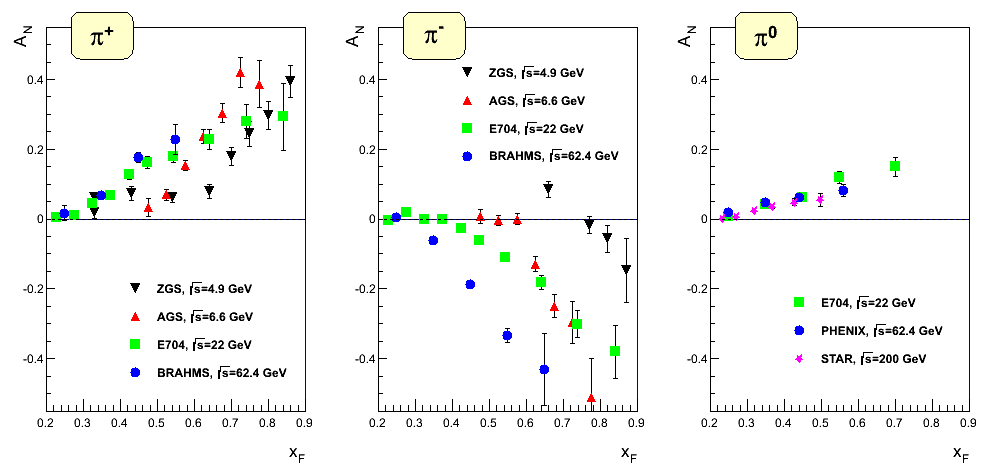 π+
A_N
0.4
0.2
0
-0.2
-0.4
ZGS, √s=4.9 GeV
AGS, √s=6.6 GeV
E704, √s=22 GeV
BRAHMS, √s=62.4 GeV
0.2 0.3 0.4 0.5 0.6 0.7 0.8 0.9
x_F
π-
A_N
0.4
0.2
0
-0.2
-0.4
ZGS, √s=4.9 GeV
AGS, √s=6.6 GeV
E704, √s=22 GeV
BRAHMS, √s=62.4 GeV
0.2 0.3 0.4 0.5 0.6 0.7 0.8 0.9
x_F
π0
A_N
0.4
0.2
0
-0.2
-0.4
E704, √s=22 GeV
PHENIX, √s=62.4 GeV
STAR, √s=200 GeV
0.2 0.3 0.4 0.5 0.6 0.7 0.8 0.9
x_F